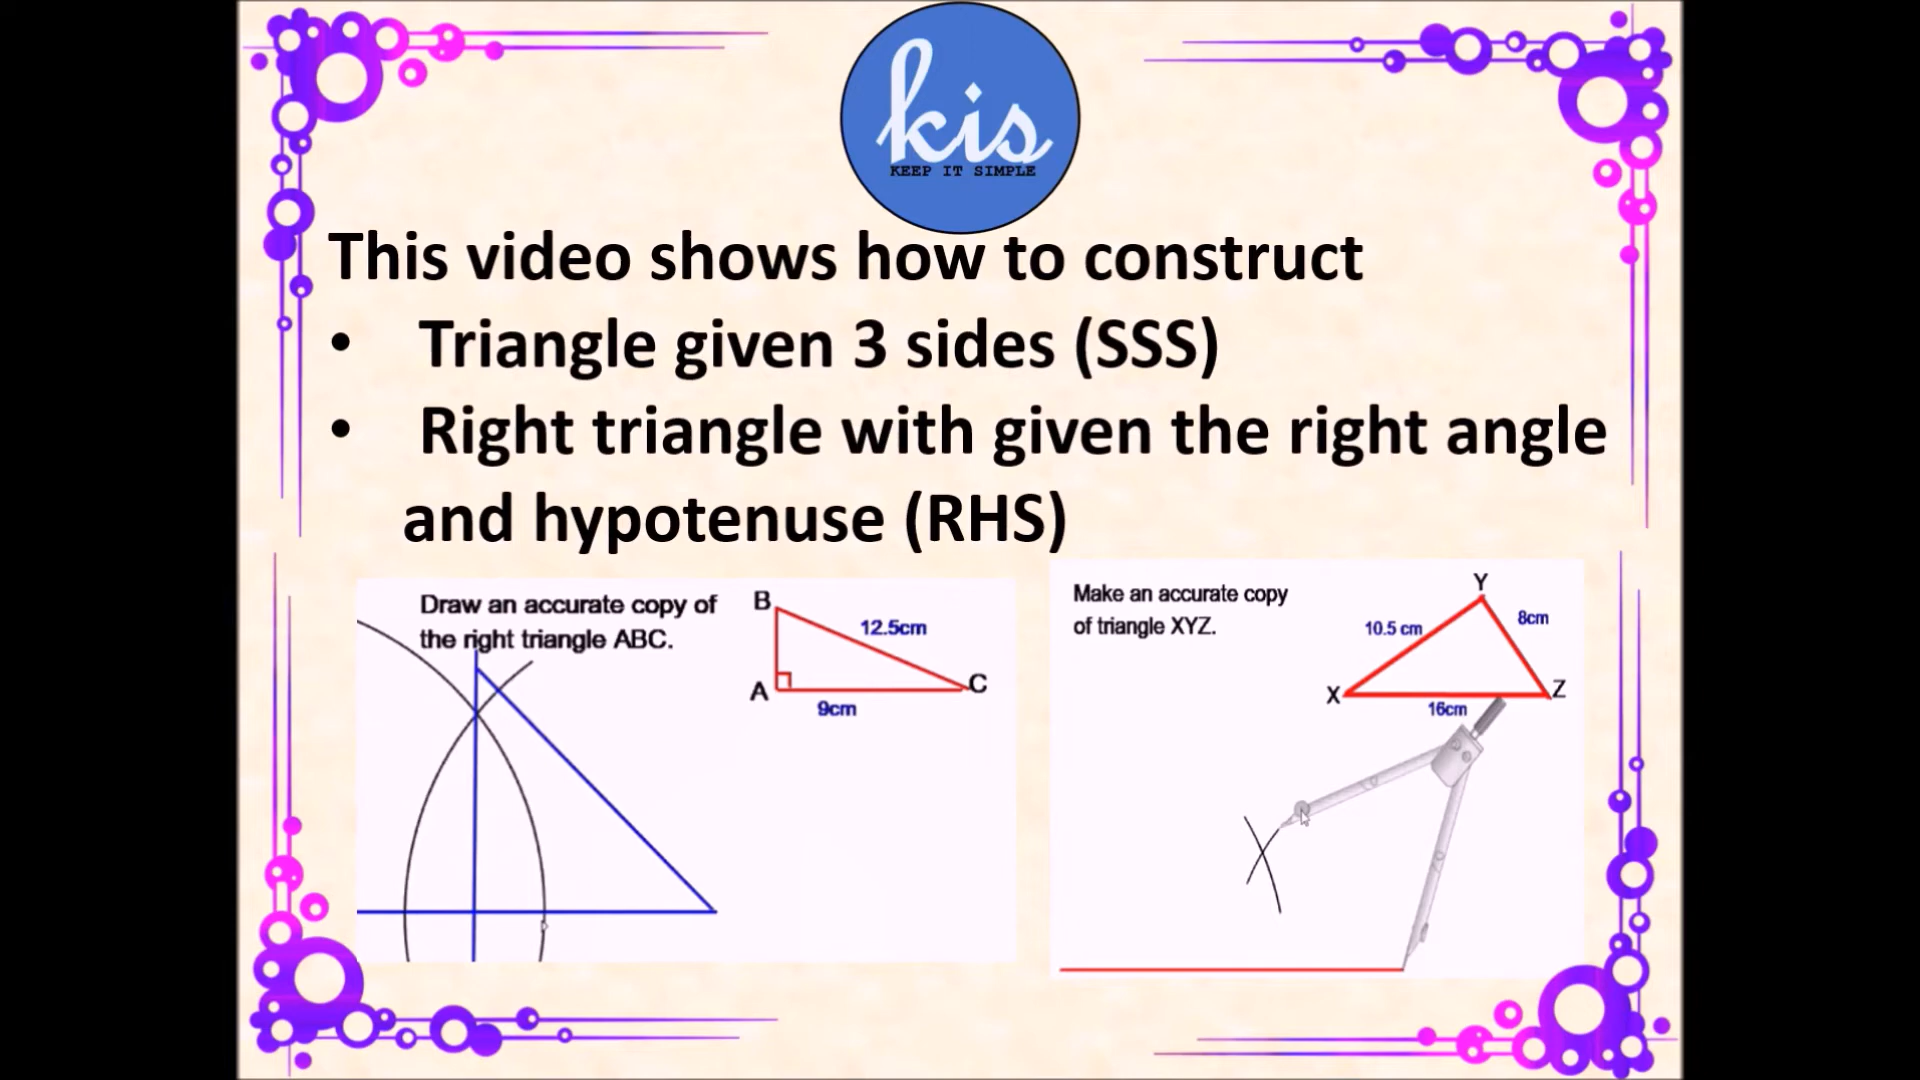 kis
KEEP IT SIMPLE
This video shows how to construct
• Triangle given 3 sides (SSS)
• Right triangle with given the right angle
and hypotenuse (RHS)
Draw an accurate copy of
the right triangle ABC.
B
12.5cm
A
C
9cm
Make an accurate copy
of triangle XYZ.
Y
10.5 cm
8cm
X
Z
16cm